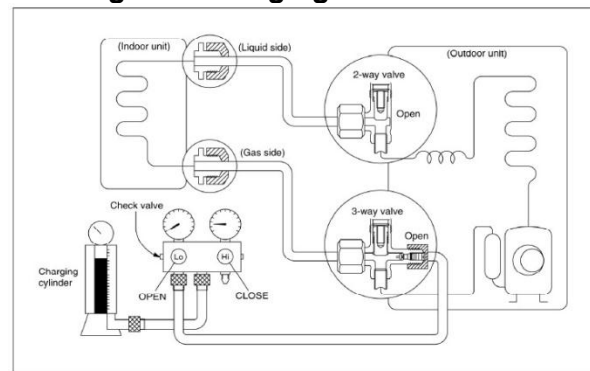 (Indoor unit)
(Liquid side)
(Outdoor unit)
2-way valve
Open
(Gas side)
3-way valve
Open
Check valve
Lo
Hi
Charging
cylinder
OPEN
CLOSE